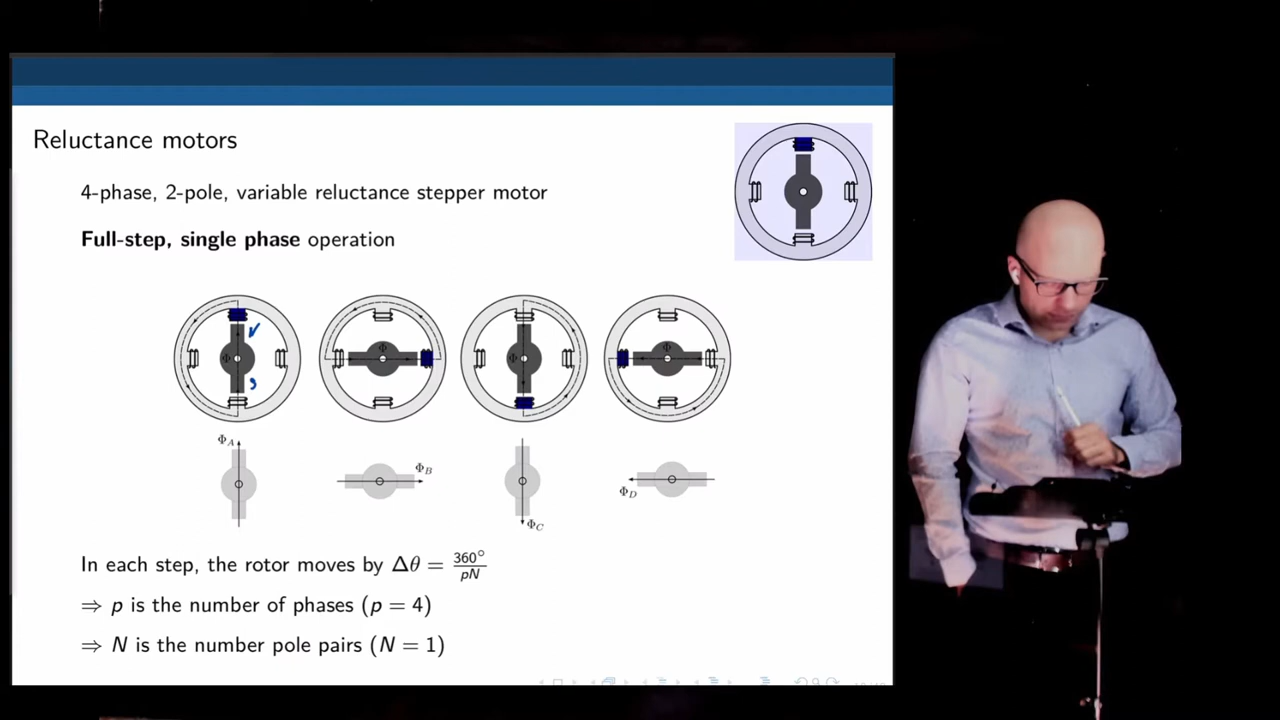 Reluctance motors
4-phase, 2-pole, variable reluctance stepper motor
Full-step, single phase operation
Φ
Φ
Φ
Φ
Φ_A
Φ_B
Φ_C
Φ_D
In each step, the rotor moves by Δθ = 360°/pN
⇒ p is the number of phases (p = 4)
⇒ N is the number pole pairs (N = 1)